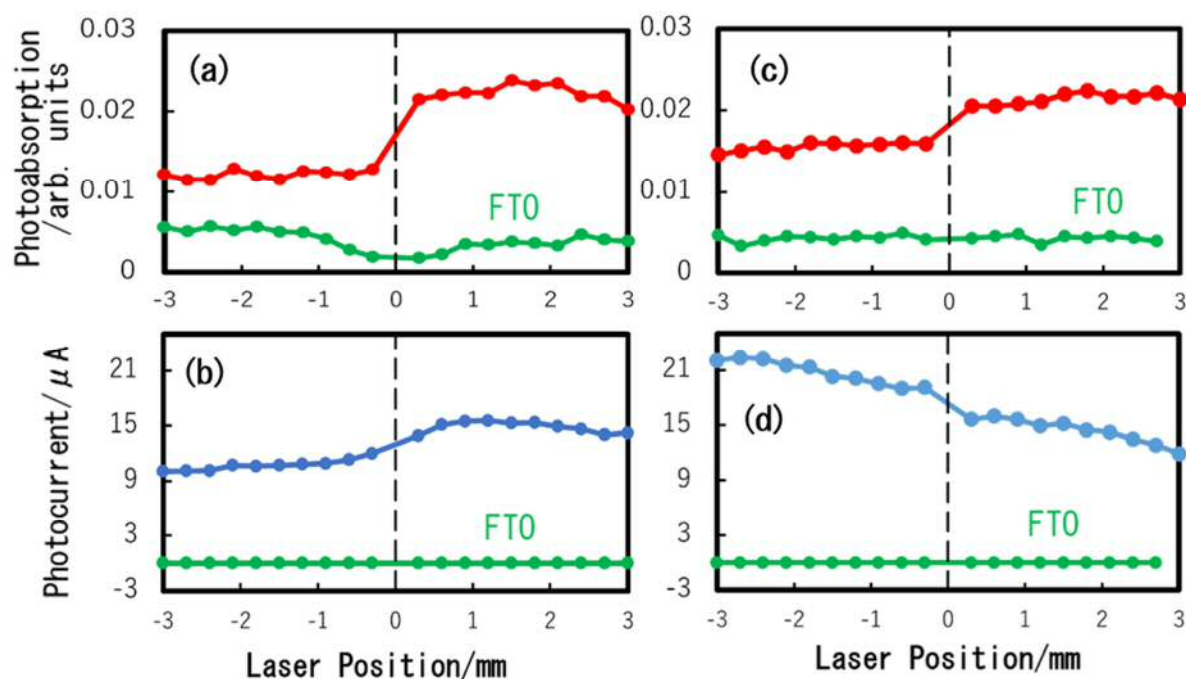 Photoabsorption
/arb. units
0.03
0.02
0.01
0
(a)
FTO
-3 -2 -1 0 1 2 3
0.03
0.02
0.01
0
(c)
FTO
-3 -2 -1 0 1 2 3
Photocurrent/μA
21
15
9
3
-3
(b)
FTO
-3 -2 -1 0 1 2 3
Laser Position/mm
21
15
9
3
-3
(d)
FTO
-3 -2 -1 0 1 2 3
Laser Position/mm